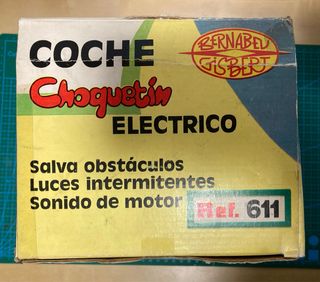 COCHE
BERNABEU
GISBERT
Choquetín
ELECTRICO
Salva obstáculos
Luces intermitentes
Sonido de motor
Ref. 611